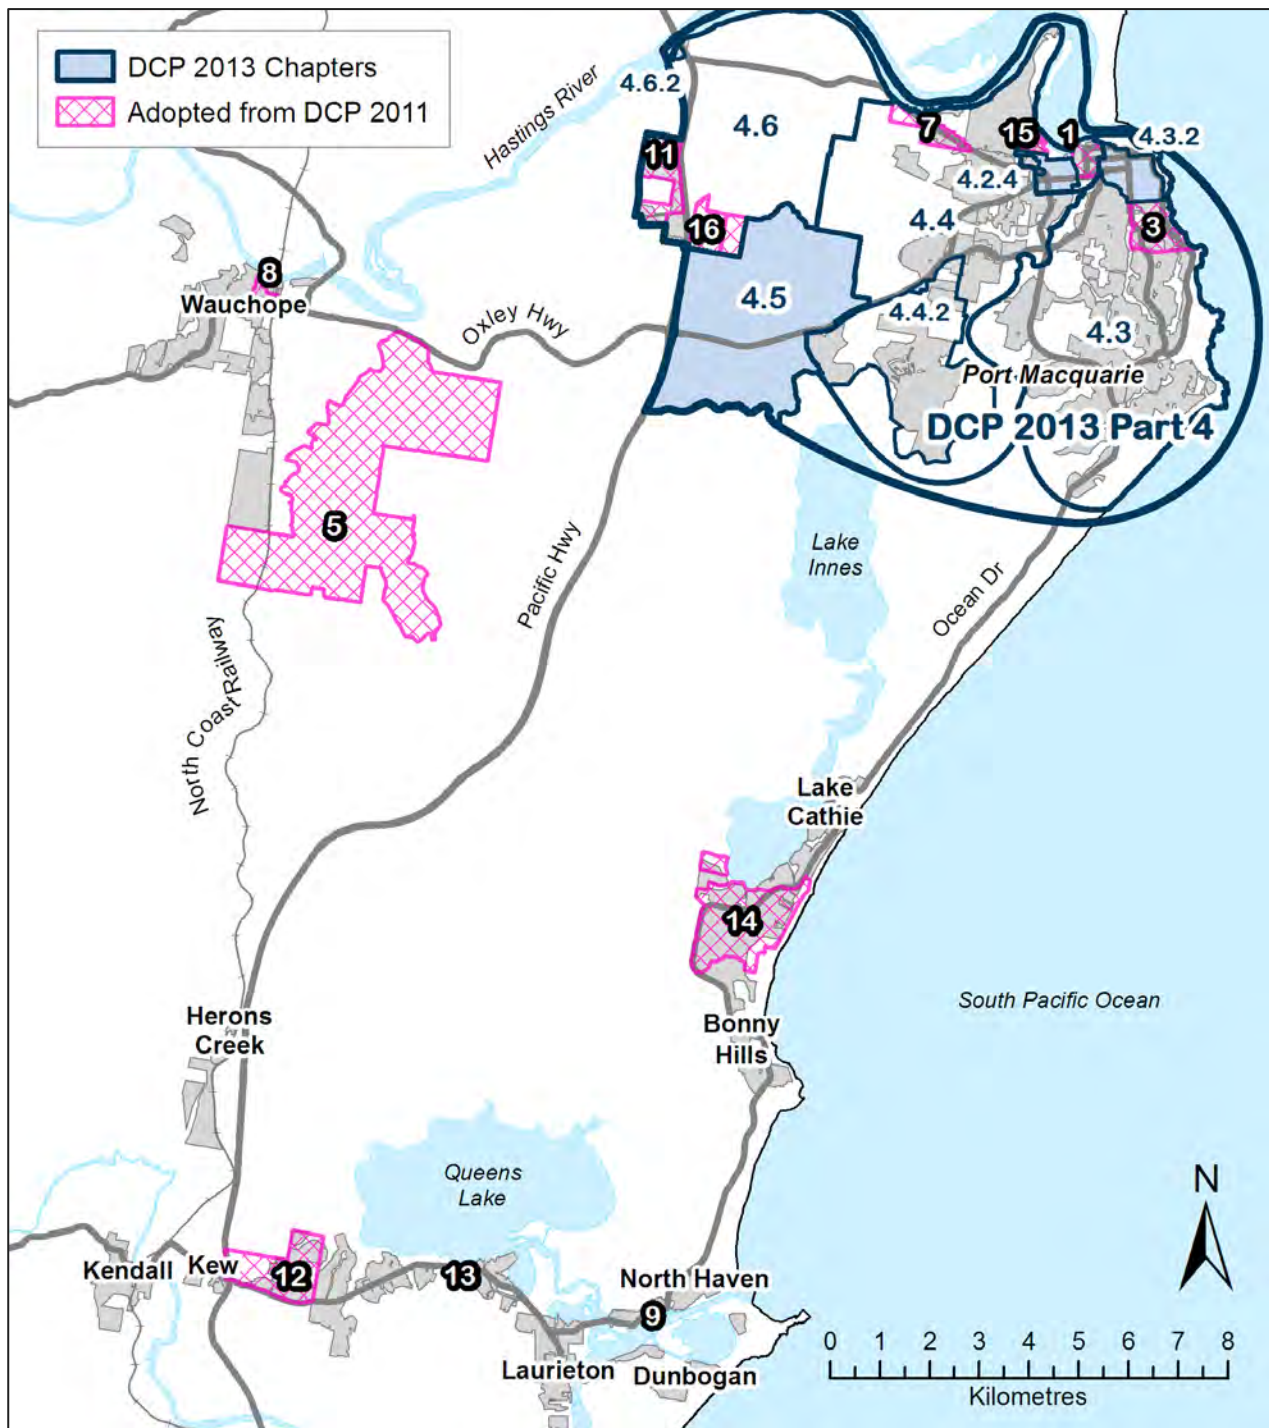 DCP 2013 Chapters
Adopted from DCP 2011
Hastings River
4.6.2
4.6
7
15
1
4.3.2
11
4.2.4
16
4.4
3
8
Wauchope
4.5
4.4.2
4.3
Oxley Hwy
Port Macquarie
DCP 2013 Part 4
5
Pacific Hwy
Lake
Innes
Ocean Dr
North Coast Railway
Lake
Cathie
14
South Pacific Ocean
Herons
Creek
Bonny
Hills
Queens
Lake
N
Kendall
Kew
12
13
North Haven
9
Laurieton
Dunbogan
0 1 2 3 4 5 6 7 8
Kilometres